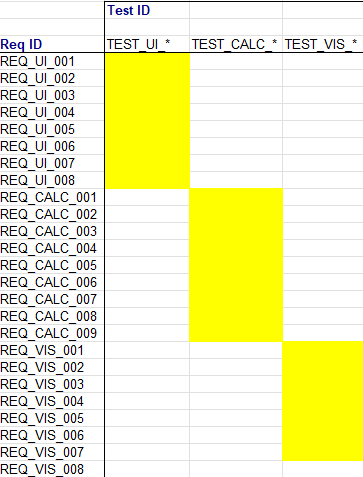 Test ID
Req ID TEST_UI_* TEST_CALC_* TEST_VIS_*
REQ_UI_001
REQ_UI_002
REQ_UI_003
REQ_UI_004
REQ_UI_005
REQ_UI_006
REQ_UI_007
REQ_UI_008
REQ_CALC_001
REQ_CALC_002
REQ_CALC_003
REQ_CALC_004
REQ_CALC_005
REQ_CALC_006
REQ_CALC_007
REQ_CALC_008
REQ_CALC_009
REQ_VIS_001
REQ_VIS_002
REQ_VIS_003
REQ_VIS_004
REQ_VIS_005
REQ_VIS_006
REQ_VIS_007
REQ_VIS_008